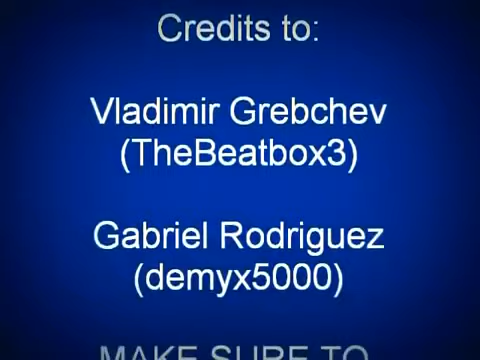 Credits to:
Vladimir Grebchev
(TheBeatbox3)
Gabriel Rodriguez
(demyx5000)
MAKE SURE TO